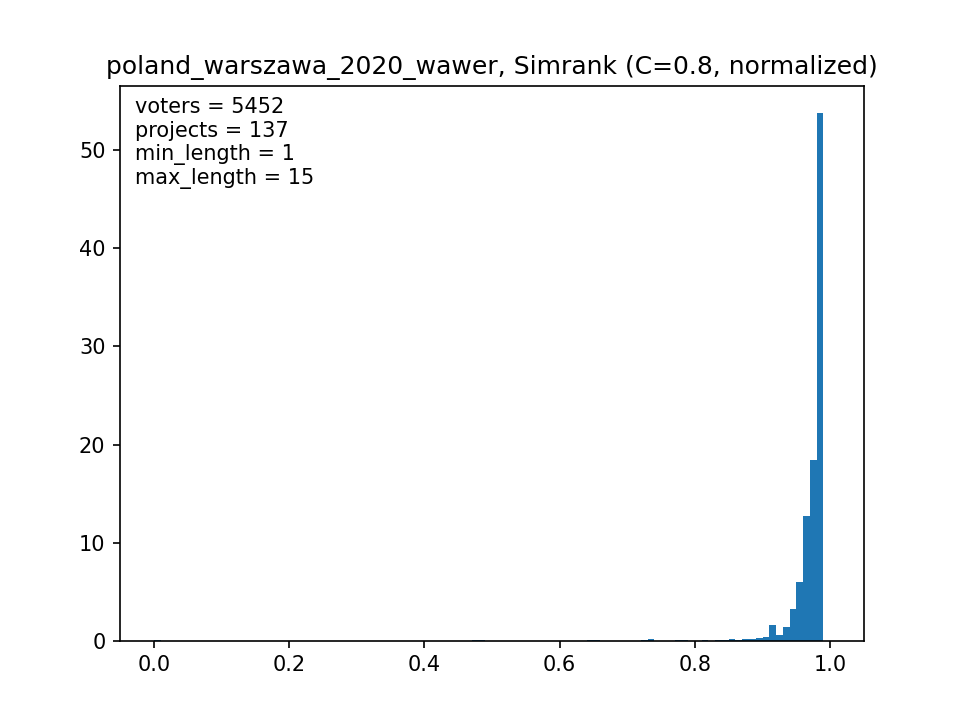 poland_warszawa_2020_wawer, Simrank (C=0.8, normalized)
voters = 5452
projects = 137
min_length = 1
max_length = 15
50
40
30
20
10
0
0.0 0.2 0.4 0.6 0.8 1.0